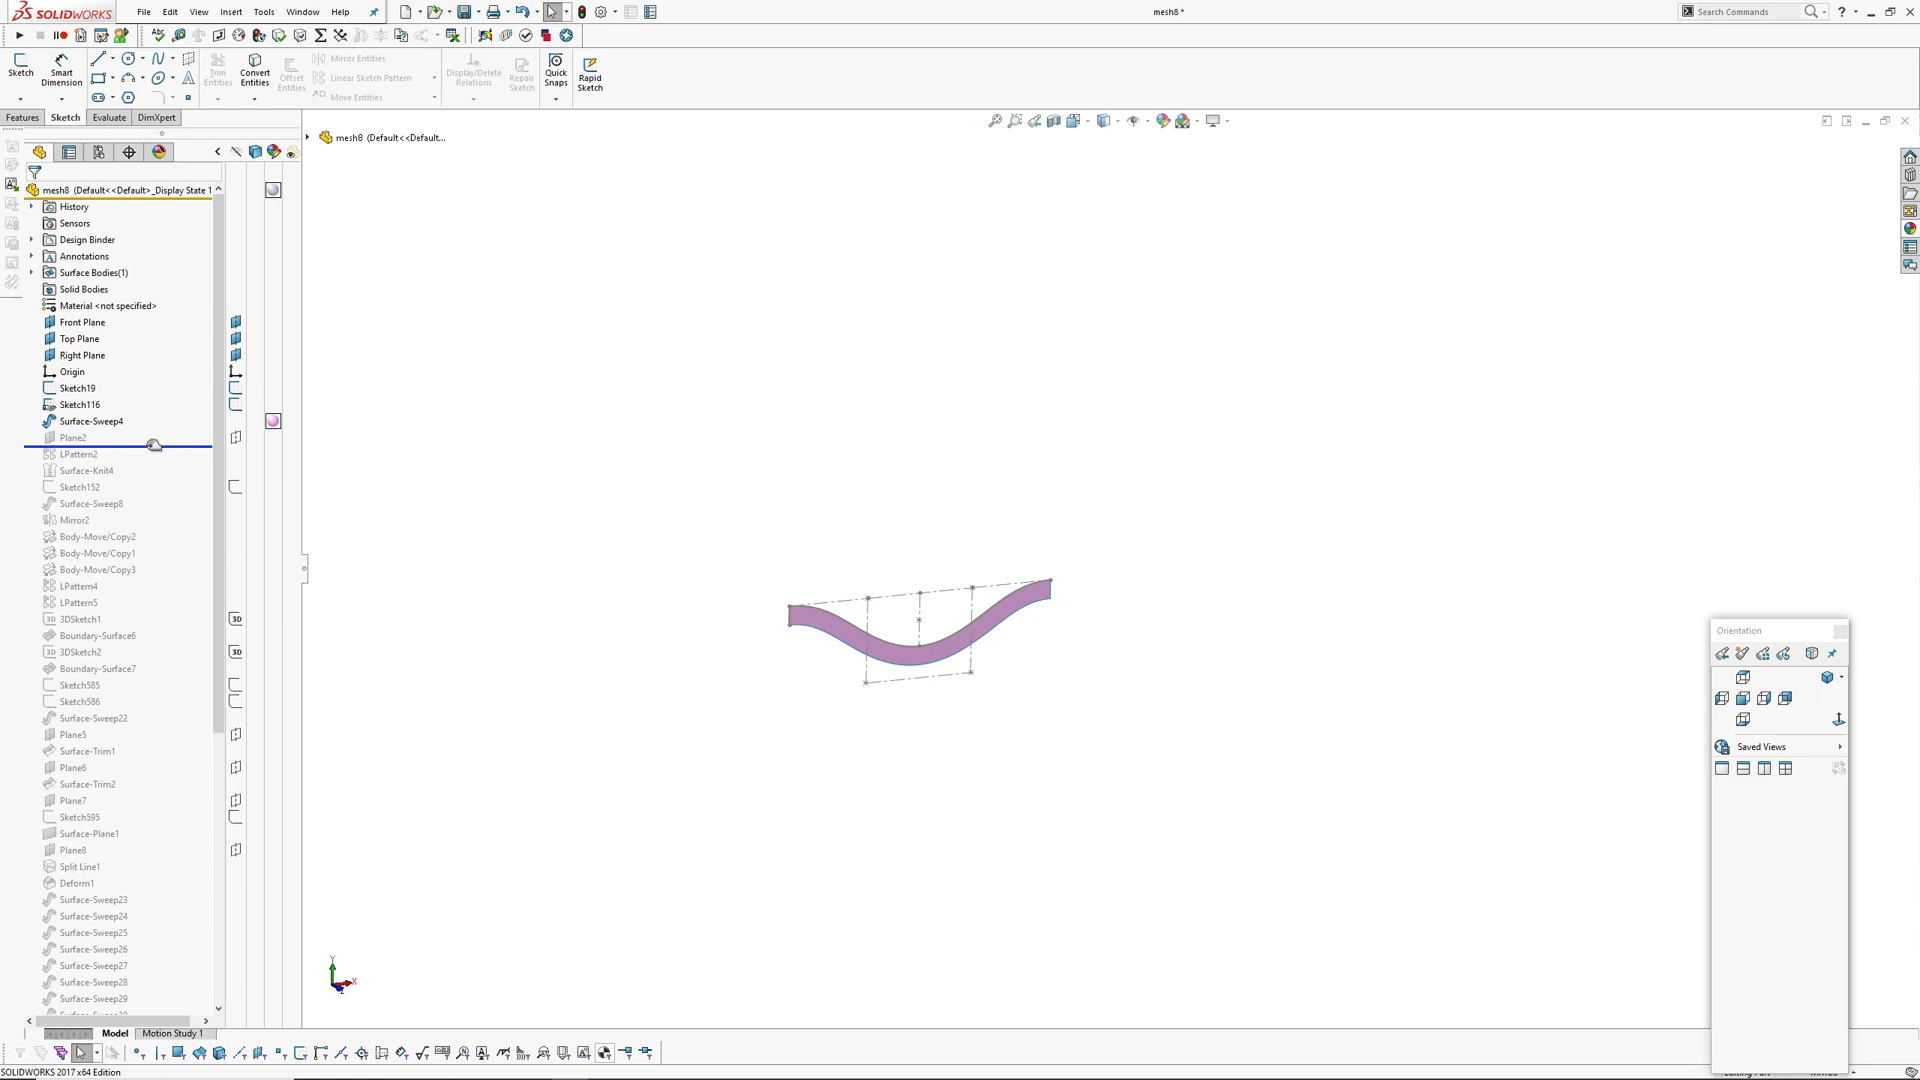 SOLIDWORKS
File Edit View Insert Tools Window Help
mesh8 *
Search Commands
Sketch
Smart Dimension
Trim Entities
Convert Entities
Offset Entities
Mirror Entities
Linear Sketch Pattern
Move Entities
Display/Delete Relations
Repair Sketch
Quick Snaps
Rapid Sketch
Features Sketch Evaluate DimXpert
mesh8 (Default<<Default...
mesh8 (Default<<Default>_Display State 1
History
Sensors
Design Binder
Annotations
Surface Bodies(1)
Solid Bodies
Material <not specified>
Front Plane
Top Plane
Right Plane
Origin
Sketch19
Sketch116
Surface-Sweep4
Plane2
LPattern2
Surface-Knit4
Sketch152
Surface-Sweep8
Mirror2
Body-Move/Copy2
Body-Move/Copy1
Body-Move/Copy3
LPattern4
LPattern5
3DSketch1
Boundary-Surface6
3DSketch2
Boundary-Surface7
Sketch585
Sketch586
Surface-Sweep22
Plane5
Surface-Trim1
Plane6
Surface-Trim2
Plane7
Sketch595
Surface-Plane1
Plane8
Split Line1
Deform1
Surface-Sweep23
Surface-Sweep24
Surface-Sweep25
Surface-Sweep26
Surface-Sweep27
Surface-Sweep28
Surface-Sweep29
Orientation
Saved Views
Y
X
Model Motion Study 1
SOLIDWORKS 2017 x64 Edition